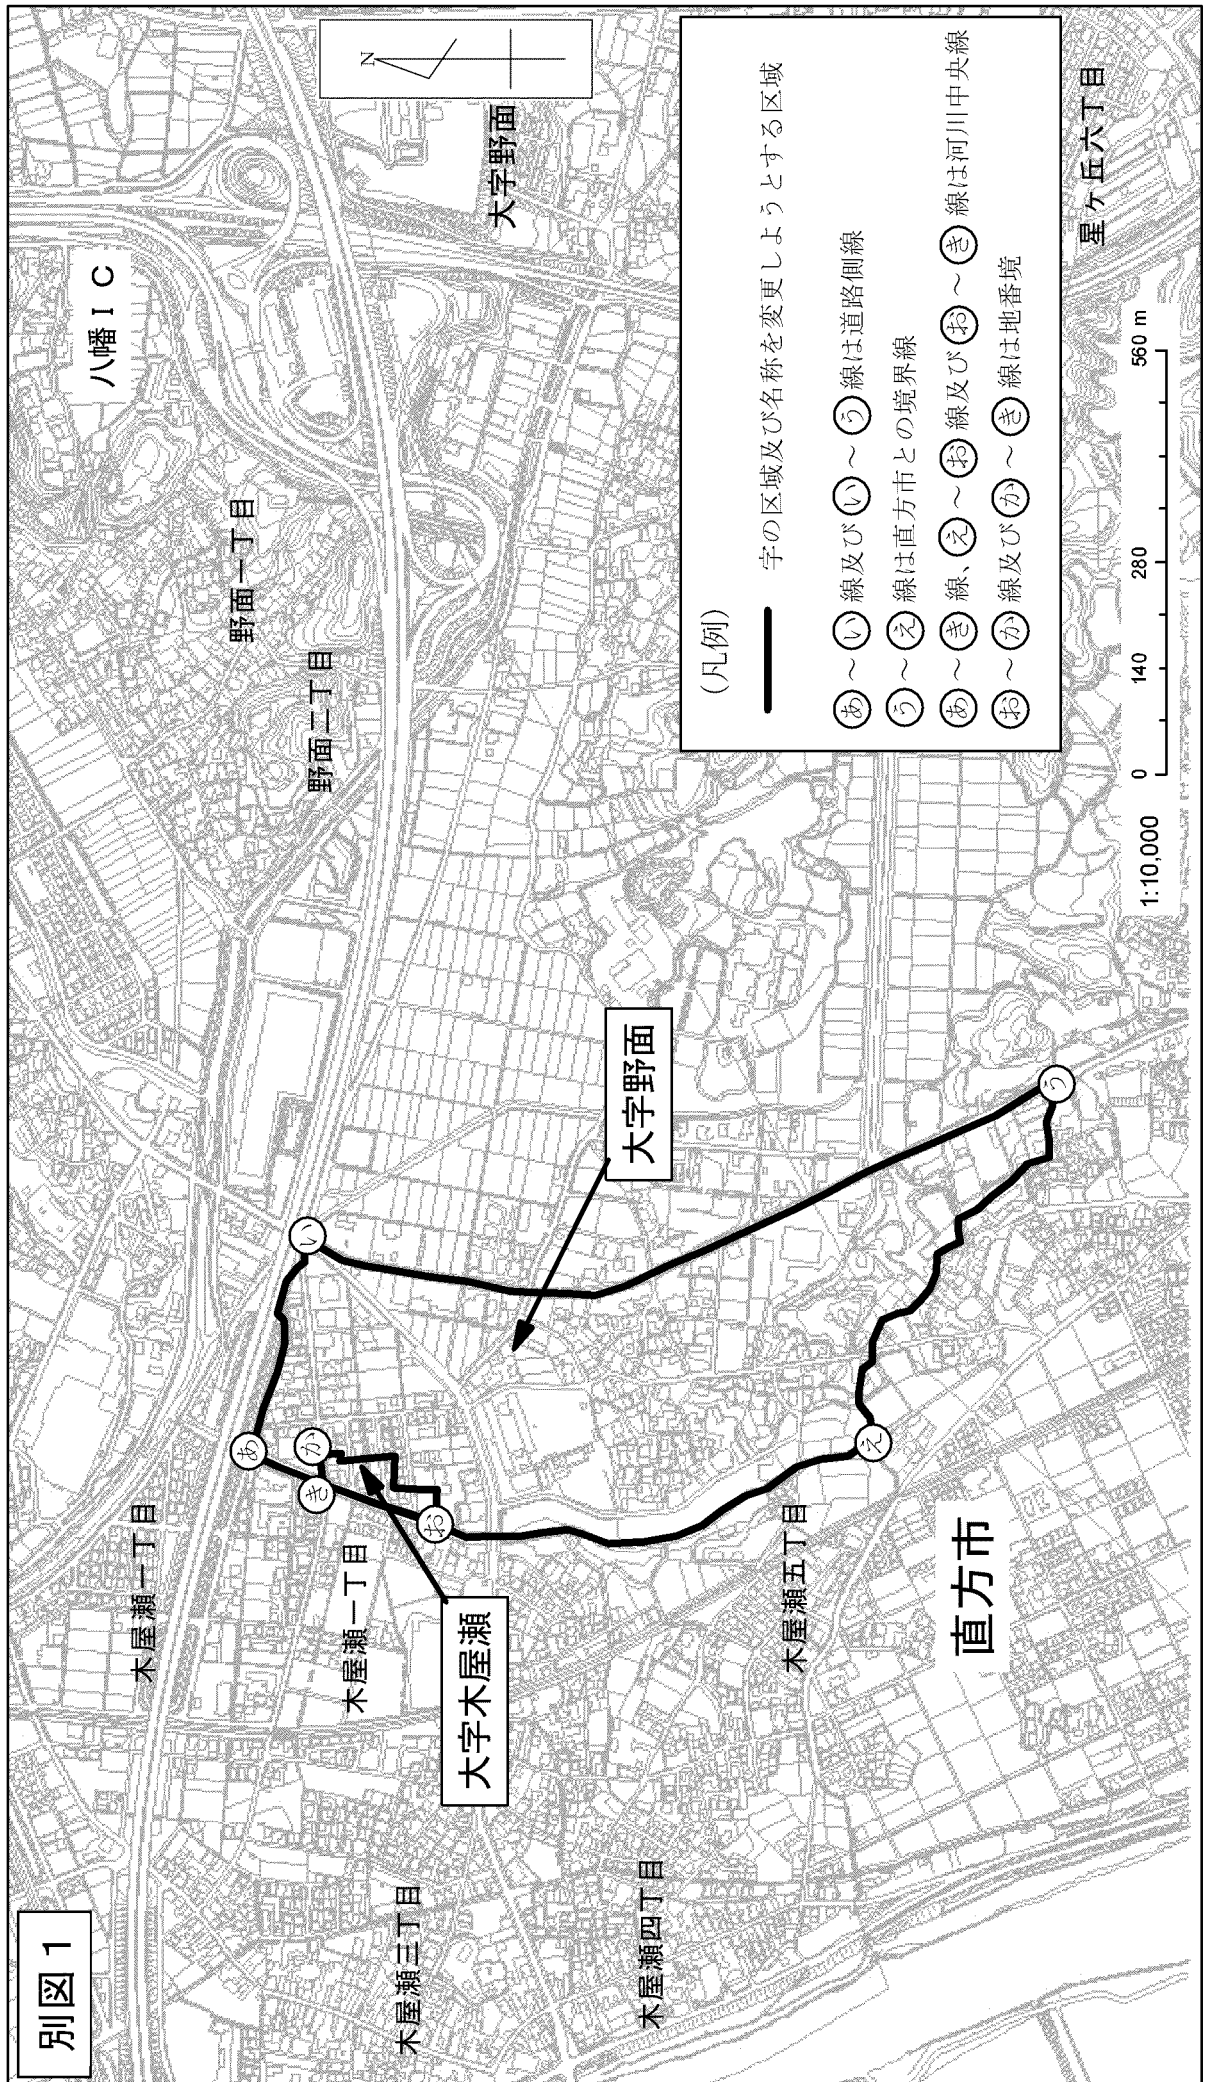 別図 1
N
八幡 I C
大字野面
野面一丁目
野面二丁目
木屋瀬一丁目
木屋瀬一丁目
木屋瀬三丁目
木屋瀬四丁目
木屋瀬五丁目
星ヶ丘六丁目
直方市
大字野面
大字木屋瀬
あ
い
う
え
お
か
き
(凡例)
字の区域及び名称を変更しようとする区域
あ～い線及びい～う線は道路側線
う～え線は直方市との境界線
あ～き線、え～お線及びお～き線は河川中央線
お～か線及びか～き線は地番境
1:10,000
0 140 280 560 m